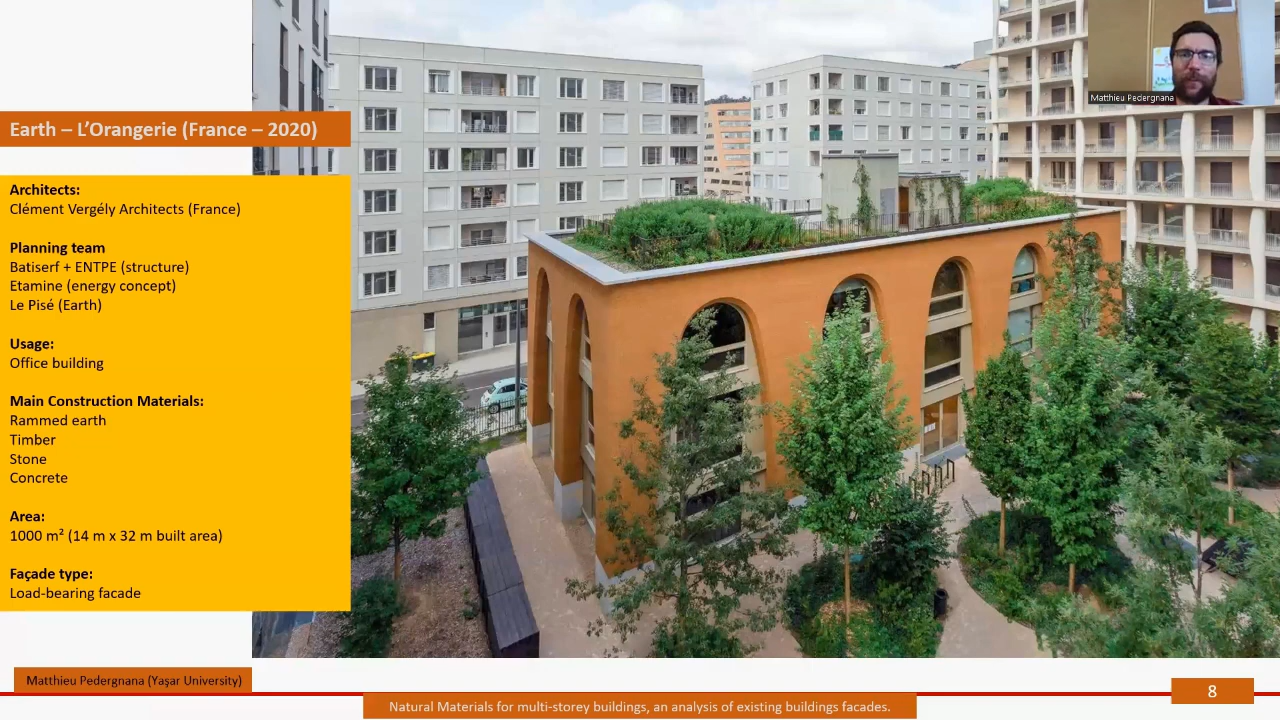 Matthieu Pedergnana
Earth – L'Orangerie (France – 2020)
Architects:
Clément Vergély Architects (France)
Planning team
Batiserf + ENTPE (structure)
Etamine (energy concept)
Le Pisé (Earth)
Usage:
Office building
Main Construction Materials:
Rammed earth
Timber
Stone
Concrete
Area:
1000 m² (14 m x 32 m built area)
Façade type:
Load-bearing facade
Matthieu Pedergnana (Yaşar University)
Natural Materials for multi-storey buildings, an analysis of existing buildings facades.
8